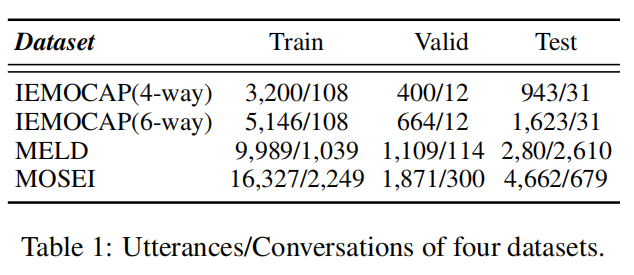 Dataset Train Valid Test
IEMOCAP(4-way) 3,200/108 400/12 943/31
IEMOCAP(6-way) 5,146/108 664/12 1,623/31
MELD 9,989/1,039 1,109/114 2,80/2,610
MOSEI 16,327/2,249 1,871/300 4,662/679
Table 1: Utterances/Conversations of four datasets.